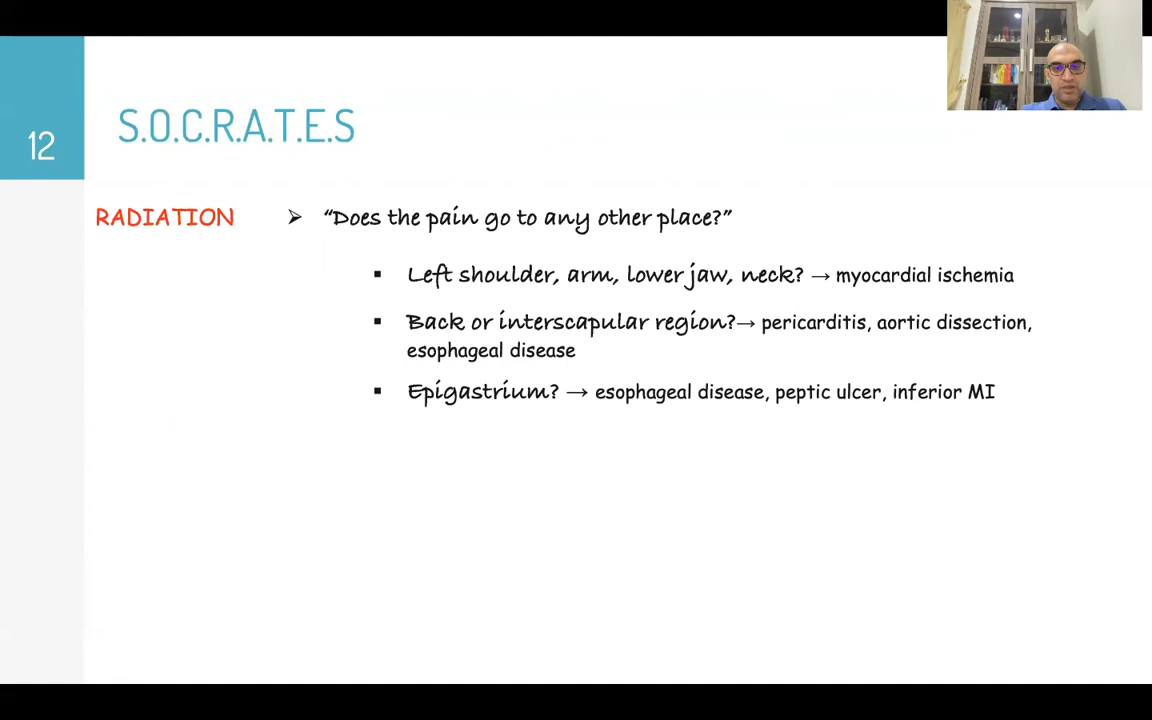 S.O.C.R.A.T.E.S
12
RADIATION ➢ “Does the pain go to any other place?”
▪ Left shoulder, arm, lower jaw, neck? → myocardial ischemia
▪ Back or interscapular region?→ pericarditis, aortic dissection,
esophageal disease
▪ Epigastrium? → esophageal disease, peptic ulcer, inferior MI